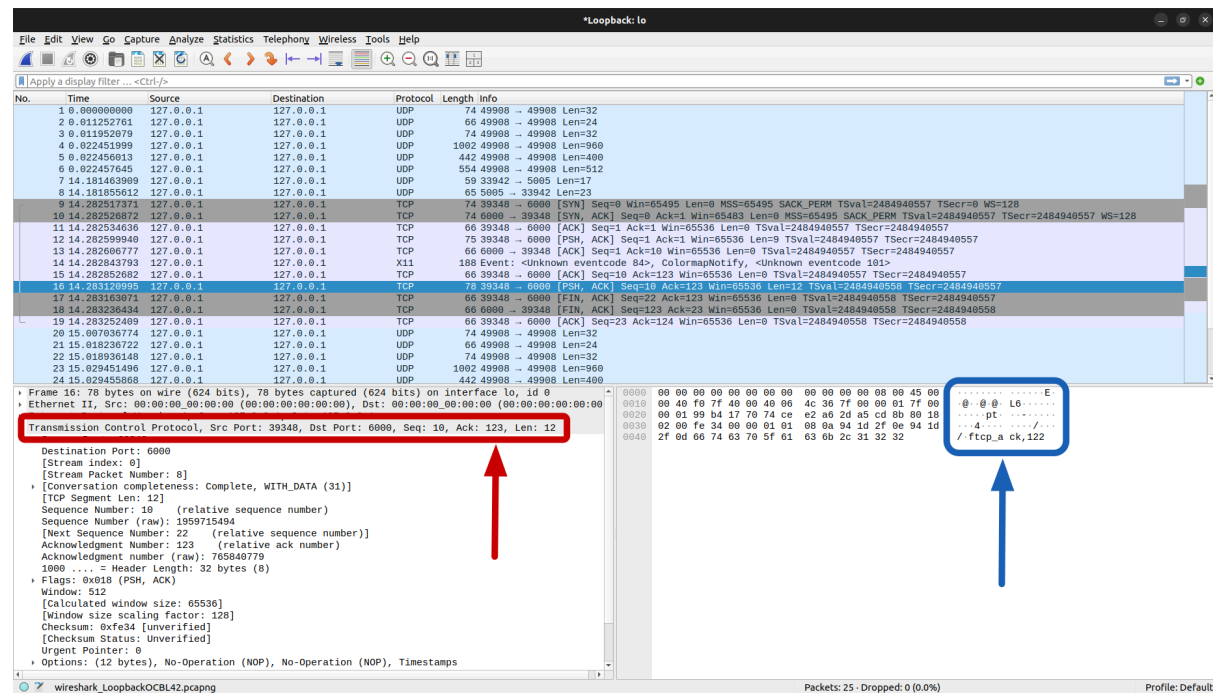 *Loopback: lo
File Edit View Go Capture Analyze Statistics Telephony Wireless Tools Help
Apply a display filter … <Ctrl-/>
No. Time Source Destination Protocol Length Info
1 0.000000000 127.0.0.1 127.0.0.1 UDP 74 49908 → 49908 Len=32
2 0.011252761 127.0.0.1 127.0.0.1 UDP 66 49908 → 49908 Len=24
3 0.011952079 127.0.0.1 127.0.0.1 UDP 74 49908 → 49908 Len=32
4 0.022451999 127.0.0.1 127.0.0.1 UDP 1002 49908 → 49908 Len=960
5 0.022456013 127.0.0.1 127.0.0.1 UDP 442 49908 → 49908 Len=400
6 0.022457645 127.0.0.1 127.0.0.1 UDP 554 49908 → 49908 Len=512
7 14.181463909 127.0.0.1 127.0.0.1 UDP 59 33942 → 5005 Len=17
8 14.181855612 127.0.0.1 127.0.0.1 UDP 65 5005 → 33942 Len=23
9 14.282517371 127.0.0.1 127.0.0.1 TCP 74 39348 → 6000 [SYN] Seq=0 Win=65495 Len=0 MSS=65495 SACK_PERM TSval=2484940557 TSecr=0 WS=128
10 14.282526872 127.0.0.1 127.0.0.1 TCP 74 6000 → 39348 [SYN, ACK] Seq=0 Ack=1 Win=65483 Len=0 MSS=65495 SACK_PERM TSval=2484940557 TSecr=2484940557 WS=128
11 14.282534636 127.0.0.1 127.0.0.1 TCP 66 39348 → 6000 [ACK] Seq=1 Ack=1 Win=65536 Len=0 TSval=2484940557 TSecr=2484940557
12 14.282599940 127.0.0.1 127.0.0.1 TCP 75 39348 → 6000 [PSH, ACK] Seq=1 Ack=1 Win=65536 Len=9 TSval=2484940557 TSecr=2484940557
13 14.282606777 127.0.0.1 127.0.0.1 TCP 66 6000 → 39348 [ACK] Seq=1 Ack=10 Win=65536 Len=0 TSval=2484940557 TSecr=2484940557
14 14.282843793 127.0.0.1 127.0.0.1 X11 188 Event: <Unknown eventcode 84>, ColormapNotify, <Unknown eventcode 101>
15 14.282852682 127.0.0.1 127.0.0.1 TCP 66 39348 → 6000 [ACK] Seq=10 Ack=123 Win=65536 Len=0 TSval=2484940557 TSecr=2484940557
16 14.283120995 127.0.0.1 127.0.0.1 TCP 78 39348 → 6000 [PSH, ACK] Seq=10 Ack=123 Win=65536 Len=12 TSval=2484940558 TSecr=2484940557
17 14.283163071 127.0.0.1 127.0.0.1 TCP 66 39348 → 6000 [FIN, ACK] Seq=22 Ack=123 Win=65536 Len=0 TSval=2484940558 TSecr=2484940557
18 14.283236434 127.0.0.1 127.0.0.1 TCP 66 6000 → 39348 [FIN, ACK] Seq=123 Ack=23 Win=65536 Len=0 TSval=2484940558 TSecr=2484940558
19 14.283252409 127.0.0.1 127.0.0.1 TCP 66 39348 → 6000 [ACK] Seq=23 Ack=124 Win=65536 Len=0 TSval=2484940558 TSecr=2484940558
20 15.007036774 127.0.0.1 127.0.0.1 UDP 74 49908 → 49908 Len=32
21 15.018236722 127.0.0.1 127.0.0.1 UDP 66 49908 → 49908 Len=24
22 15.018936148 127.0.0.1 127.0.0.1 UDP 74 49908 → 49908 Len=32
23 15.029451496 127.0.0.1 127.0.0.1 UDP 1002 49908 → 49908 Len=960
24 15.029455868 127.0.0.1 127.0.0.1 UDP 442 49908 → 49908 Len=400
Frame 16: 78 bytes on wire (624 bits), 78 bytes captured (624 bits) on interface lo, id 0
Ethernet II, Src: 00:00:00_00:00:00 (00:00:00:00:00:00), Dst: 00:00:00_00:00:00 (00:00:00:00:00:00
Transmission Control Protocol, Src Port: 39348, Dst Port: 6000, Seq: 10, Ack: 123, Len: 12
Destination Port: 6000
[Stream index: 0]
[Stream Packet Number: 8]
[Conversation completeness: Complete, WITH_DATA (31)]
[TCP Segment Len: 12]
Sequence Number: 10 (relative sequence number)
Sequence Number (raw): 1959715494
[Next Sequence Number: 22 (relative sequence number)]
Acknowledgment Number: 123 (relative ack number)
Acknowledgment number (raw): 765840779
1000 .... = Header Length: 32 bytes (8)
Flags: 0x018 (PSH, ACK)
Window: 512
[Calculated window size: 65536]
[Window size scaling factor: 128]
Checksum: 0xfe34 [unverified]
[Checksum Status: Unverified]
Urgent Pointer: 0
Options: (12 bytes), No-Operation (NOP), No-Operation (NOP), Timestamps
0000 00 00 00 00 00 00 00 00 00 00 00 00 08 00 45 00 ········ ······E·
0010 00 40 f0 7f 40 00 40 06 4c 36 7f 00 00 01 7f 00 ·@··@·@· L6······
0020 00 01 99 b4 17 70 74 ce e2 a6 2d a5 cd 8b 80 18 ·····pt· ··-·····
0030 02 00 fe 34 00 00 01 01 08 0a 94 1d 2f 0e 94 1d ···4···· ····/···
0040 2f 0d 66 74 63 70 5f 61 63 6b 2c 31 32 32 /·ftcp_a ck,122
wireshark_LoopbackOCBL42.pcapng
Packets: 25 · Dropped: 0 (0.0%)
Profile: Default